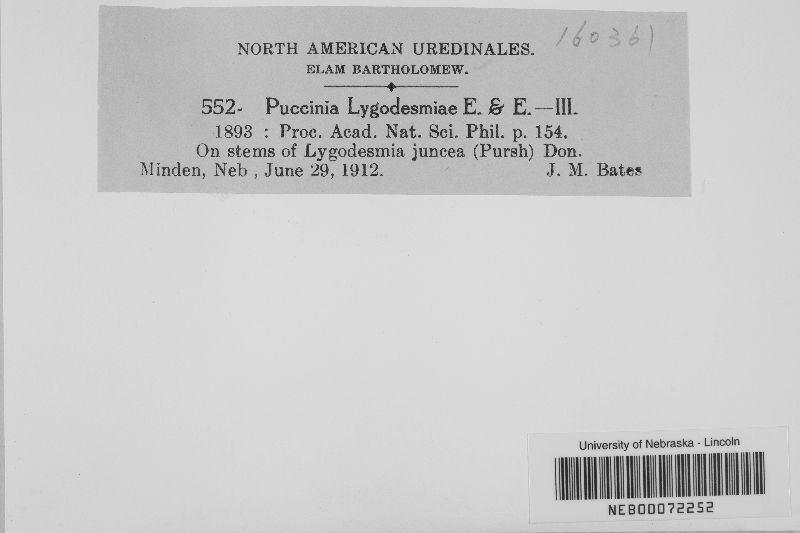 160361
NORTH AMERICAN UREDINALES.
ELAM BARTHOLOMEW.
552- Puccinia Lygodesmiae E. & E.—III.
1893 : Proc. Acad. Nat. Sci. Phil. p. 154.
On stems of Lygodesmia juncea (Pursh) Don.
Minden, Neb , June 29, 1912. J. M. Bates
University of Nebraska - Lincoln
NEB00072252